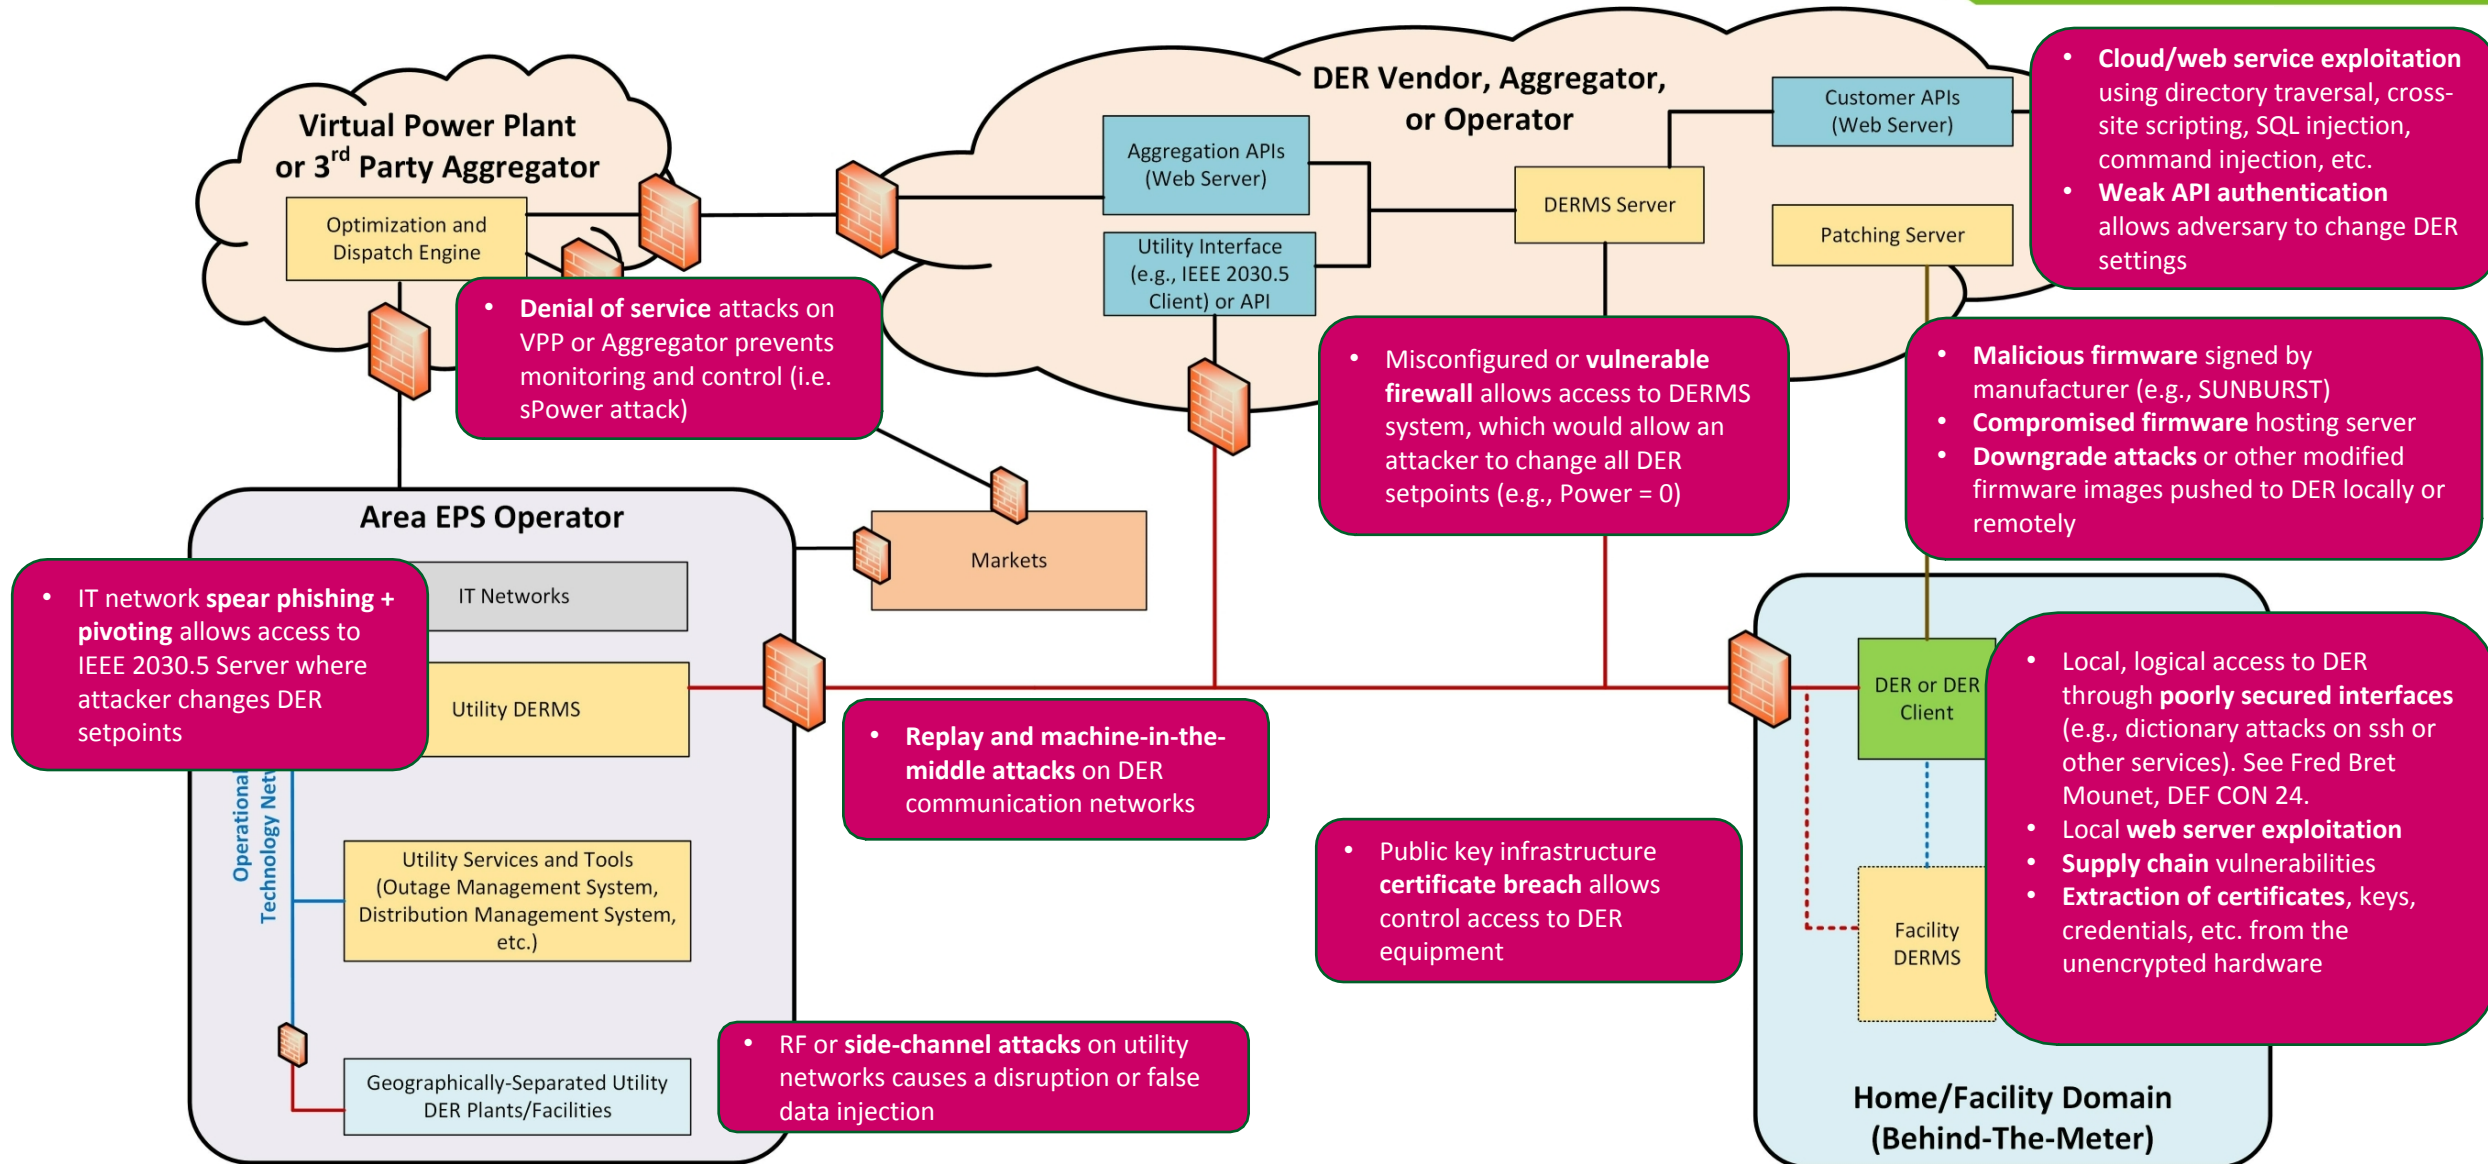 Virtual Power Plant
or 3rd Party Aggregator
Optimization and
Dispatch Engine
DER Vendor, Aggregator,
or Operator
Aggregation APIs
(Web Server)
Utility Interface
(e.g., IEEE 2030.5
Client) or API
DERMS Server
Customer APIs
(Web Server)
Patching Server
• Cloud/web service exploitation
using directory traversal, cross-
site scripting, SQL injection,
command injection, etc.
• Weak API authentication
allows adversary to change DER
settings
• Denial of service attacks on
VPP or Aggregator prevents
monitoring and control (i.e.
sPower attack)
• Misconfigured or vulnerable
firewall allows access to DERMS
system, which would allow an
attacker to change all DER
setpoints (e.g., Power = 0)
• Malicious firmware signed by
manufacturer (e.g., SUNBURST)
• Compromised firmware hosting server
• Downgrade attacks or other modified
firmware images pushed to DER locally or
remotely
Area EPS Operator
IT Networks
Markets
• IT network spear phishing +
pivoting allows access to
IEEE 2030.5 Server where
attacker changes DER
setpoints
Utility DERMS
Operational
Technology Netw
Utility Services and Tools
(Outage Management System,
Distribution Management System,
etc.)
Geographically-Separated Utility
DER Plants/Facilities
• Replay and machine-in-the-
middle attacks on DER
communication networks
• Public key infrastructure
certificate breach allows
control access to DER
equipment
• RF or side-channel attacks on utility
networks causes a disruption or false
data injection
DER or DER
Client
Facility
DERMS
• Local, logical access to DER
through poorly secured interfaces
(e.g., dictionary attacks on ssh or
other services). See Fred Bret
Mounet, DEF CON 24.
• Local web server exploitation
• Supply chain vulnerabilities
• Extraction of certificates, keys,
credentials, etc. from the
unencrypted hardware
Home/Facility Domain
(Behind-The-Meter)